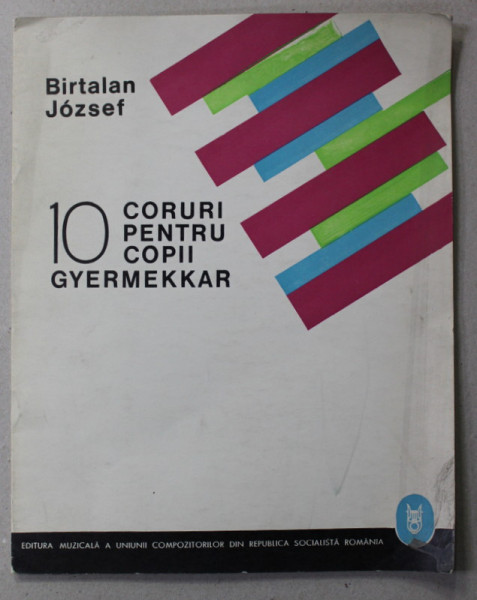 Birtalan
József
10 CORURI
PENTRU
COPII
GYERMEKKAR
EDITURA MUZICALĂ A UNIUNII COMPOZITORILOR DIN REPUBLICA SOCIALISTĂ ROMÂNIA